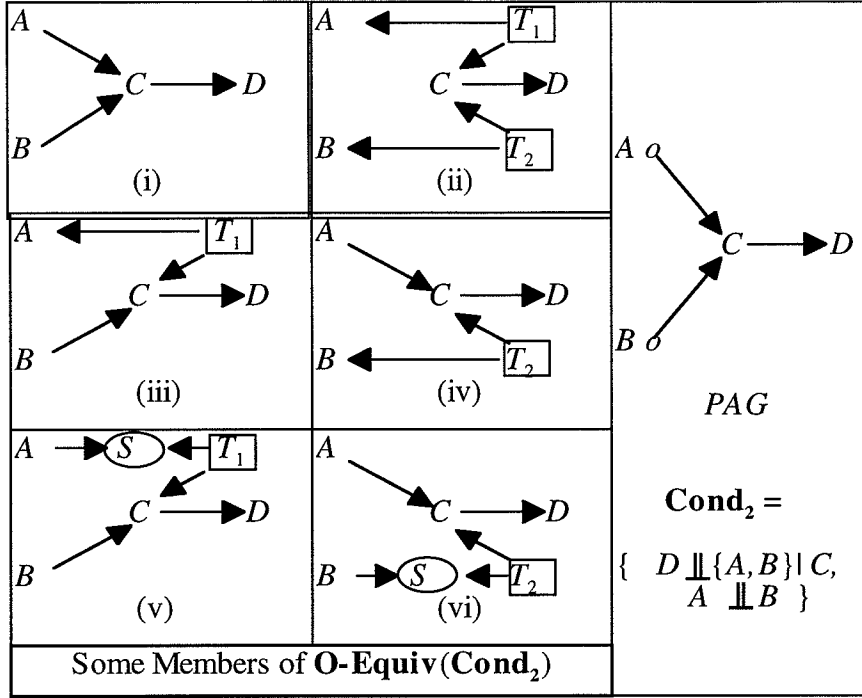 A
C
D
B
(i)
A
T1
C
D
B
T2
(ii)
A
T1
C
D
B
(iii)
A
C
D
B
T2
(iv)
A
S
T1
C
D
B
(v)
A
C
D
B
S
T2
(vi)
Some Members of O-Equiv(Cond2)
A o
C
D
B o
PAG
Cond2 =
{ D ⫫ {A, B} | C,
A ⫫ B }